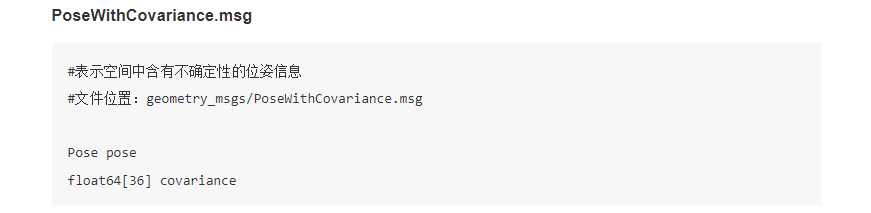 PoseWithCovariance.msg
#表示空间中含有不确定性的位姿信息
#文件位置：geometry_msgs/PoseWithCovariance.msg
Pose pose
float64[36] covariance